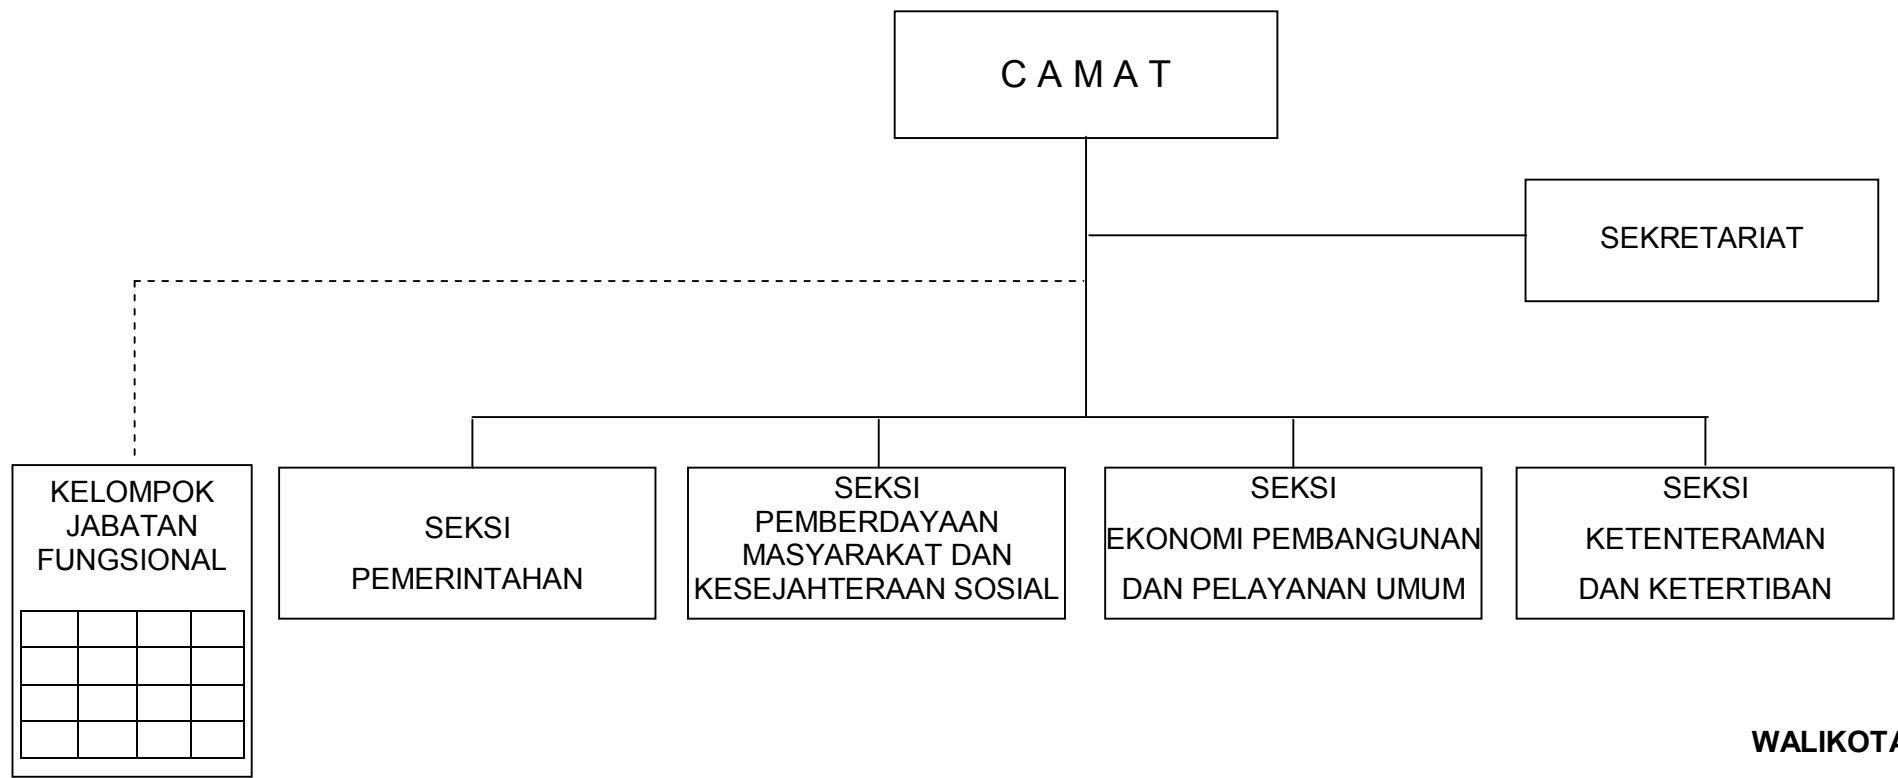 C A M A T
SEKRETARIAT
KELOMPOK
JABATAN
FUNGSIONAL
SEKSI
PEMERINTAHAN
SEKSI
PEMBERDAYAAN
MASYARAKAT DAN
KESEJAHTERAAN SOSIAL
SEKSI
EKONOMI PEMBANGUNAN
DAN PELAYANAN UMUM
SEKSI
KETENTERAMAN
DAN KETERTIBAN
WALIKOTA